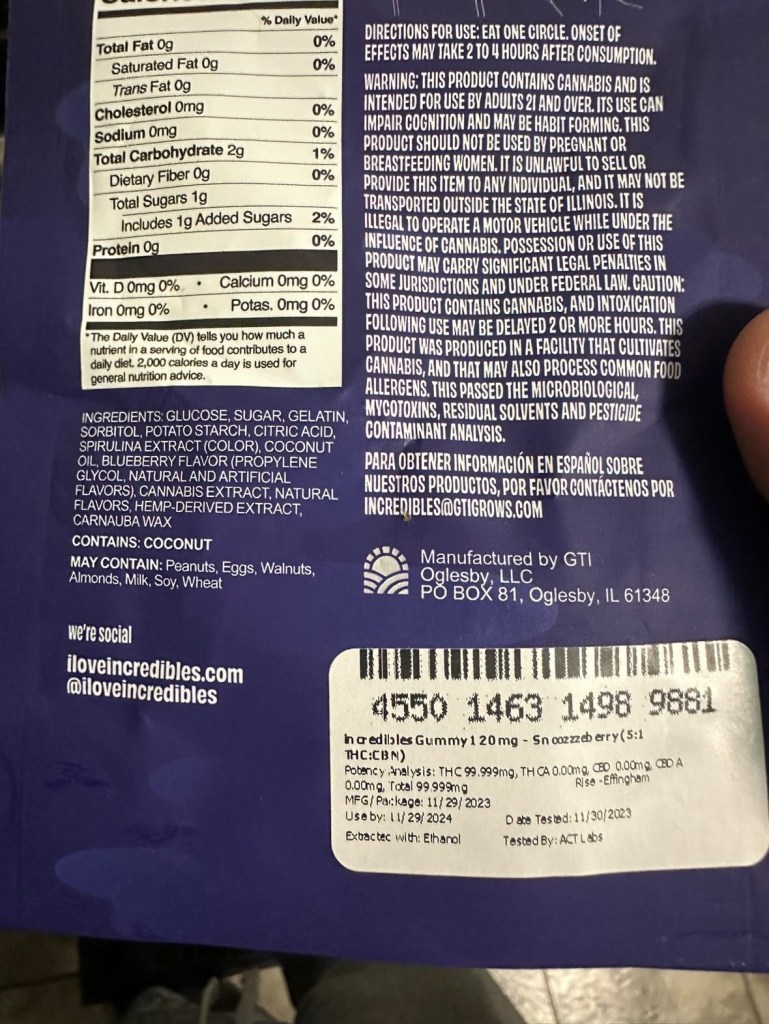 % Daily Value*
Total Fat 0g 0%
Saturated Fat 0g 0%
Trans Fat 0g
Cholesterol 0mg 0%
Sodium 0mg 0%
Total Carbohydrate 2g 1%
Dietary Fiber 0g 0%
Total Sugars 1g
Includes 1g Added Sugars 2%
Protein 0g 0%
Vit. D 0mg 0% • Calcium 0mg 0%
Iron 0mg 0% • Potas. 0mg 0%
*The Daily Value (DV) tells you how much a
nutrient in a serving of food contributes to a
daily diet. 2,000 calories a day is used for
general nutrition advice.
INGREDIENTS: GLUCOSE, SUGAR, GELATIN,
SORBITOL, POTATO STARCH, CITRIC ACID,
SPIRULINA EXTRACT (COLOR), COCONUT
OIL, BLUEBERRY FLAVOR (PROPYLENE
GLYCOL, NATURAL AND ARTIFICIAL
FLAVORS), CANNABIS EXTRACT, NATURAL
FLAVORS, HEMP-DERIVED EXTRACT,
CARNAUBA WAX
CONTAINS: COCONUT
MAY CONTAIN: Peanuts, Eggs, Walnuts,
Almonds, Milk, Soy, Wheat
we're social
iloveincredibles.com
@iloveincredibles
DIRECTIONS FOR USE: EAT ONE CIRCLE. ONSET OF
EFFECTS MAY TAKE 2 TO 4 HOURS AFTER CONSUMPTION.
WARNING: THIS PRODUCT CONTAINS CANNABIS AND IS
INTENDED FOR USE BY ADULTS 21 AND OVER. ITS USE CAN
IMPAIR COGNITION AND MAY BE HABIT FORMING. THIS
PRODUCT SHOULD NOT BE USED BY PREGNANT OR
BREASTFEEDING WOMEN. IT IS UNLAWFUL TO SELL OR
PROVIDE THIS ITEM TO ANY INDIVIDUAL, AND IT MAY NOT BE
TRANSPORTED OUTSIDE THE STATE OF ILLINOIS. IT IS
ILLEGAL TO OPERATE A MOTOR VEHICLE WHILE UNDER THE
INFLUENCE OF CANNABIS. POSSESSION OR USE OF THIS
PRODUCT MAY CARRY SIGNIFICANT LEGAL PENALTIES IN
SOME JURISDICTIONS AND UNDER FEDERAL LAW. CAUTION:
THIS PRODUCT CONTAINS CANNABIS, AND INTOXICATION
FOLLOWING USE MAY BE DELAYED 2 OR MORE HOURS. THIS
PRODUCT WAS PRODUCED IN A FACILITY THAT CULTIVATES
CANNABIS, AND THAT MAY ALSO PROCESS COMMON FOOD
ALLERGENS. THIS PASSED THE MICROBIOLOGICAL,
MYCOTOXINS, RESIDUAL SOLVENTS AND PESTICIDE
CONTAMINANT ANALYSIS.
PARA OBTENER INFORMACIÓN EN ESPAÑOL SOBRE
NUESTROS PRODUCTOS, POR FAVOR CONTÁCTENOS POR
INCREDIBLES@GTIGROWS.COM
Manufactured by GTI
Oglesby, LLC
PO BOX 81, Oglesby, IL 61348
4550 1463 1498 9881
Incredibles Gummy 120mg - Snoozzzeberry (5:1
THC:CBN)
Potency Analysis: THC 99.999mg, THCA 0.00mg, CBD 0.00mg, CBDA
0.00mg, Total 99.999mg Rise - Effingham
MFG/Package: 11/29/2023
Use by: 11/29/2024 Date Tested: 11/30/2023
Extracted with: Ethanol Tested By: ACT Labs